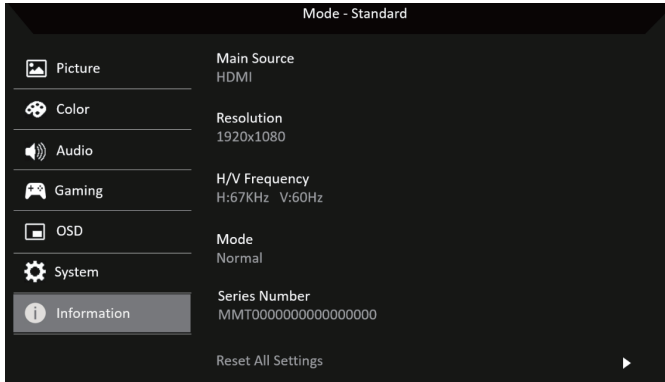 Mode - Standard
Picture
Color
Audio
Gaming
OSD
System
Information
Main Source
HDMI
Resolution
1920x1080
H/V Frequency
H:67KHz V:60Hz
Mode
Normal
Series Number
MMT0000000000000000
Reset All Settings